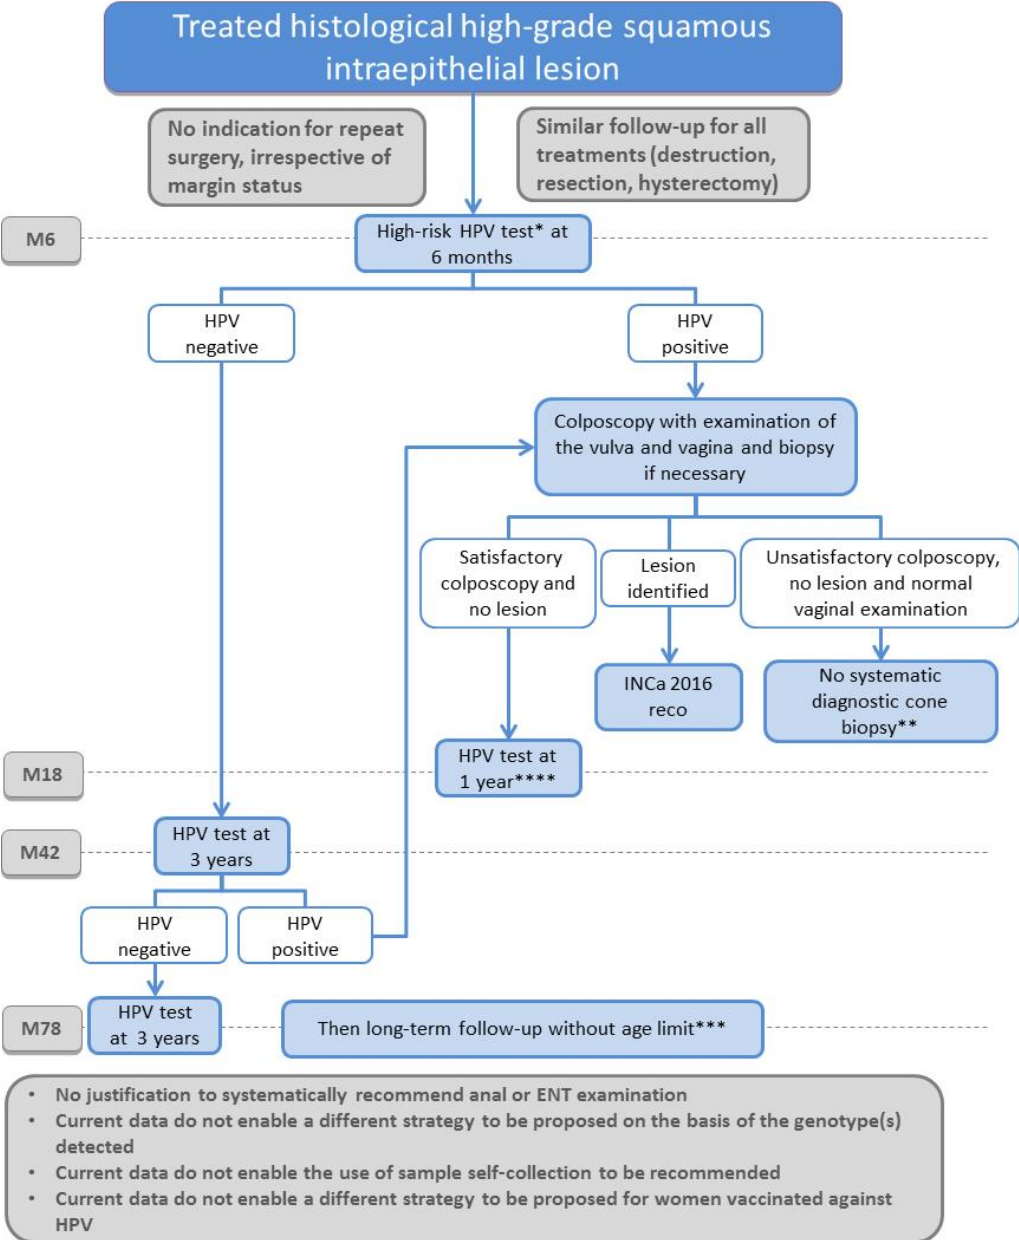 Treated histological high-grade squamous
intraepithelial lesion
No indication for repeat
surgery, irrespective of
margin status
Similar follow-up for all
treatments (destruction,
resection, hysterectomy)
M6
High-risk HPV test* at
6 months
HPV
negative
HPV
positive
Colposcopy with examination of
the vulva and vagina and biopsy
if necessary
Satisfactory
colposcopy and
no lesion
Lesion
identified
Unsatisfactory colposcopy,
no lesion and normal
vaginal examination
INCa 2016
reco
No systematic
diagnostic cone
biopsy**
M18
HPV test at
1 year****
M42
HPV test at
3 years
HPV
negative
HPV
positive
M78
HPV test
at 3 years
Then long-term follow-up without age limit***
• No justification to systematically recommend anal or ENT examination
• Current data do not enable a different strategy to be proposed on the basis of the genotype(s)
detected
• Current data do not enable the use of sample self-collection to be recommended
• Current data do not enable a different strategy to be proposed for women vaccinated against
HPV